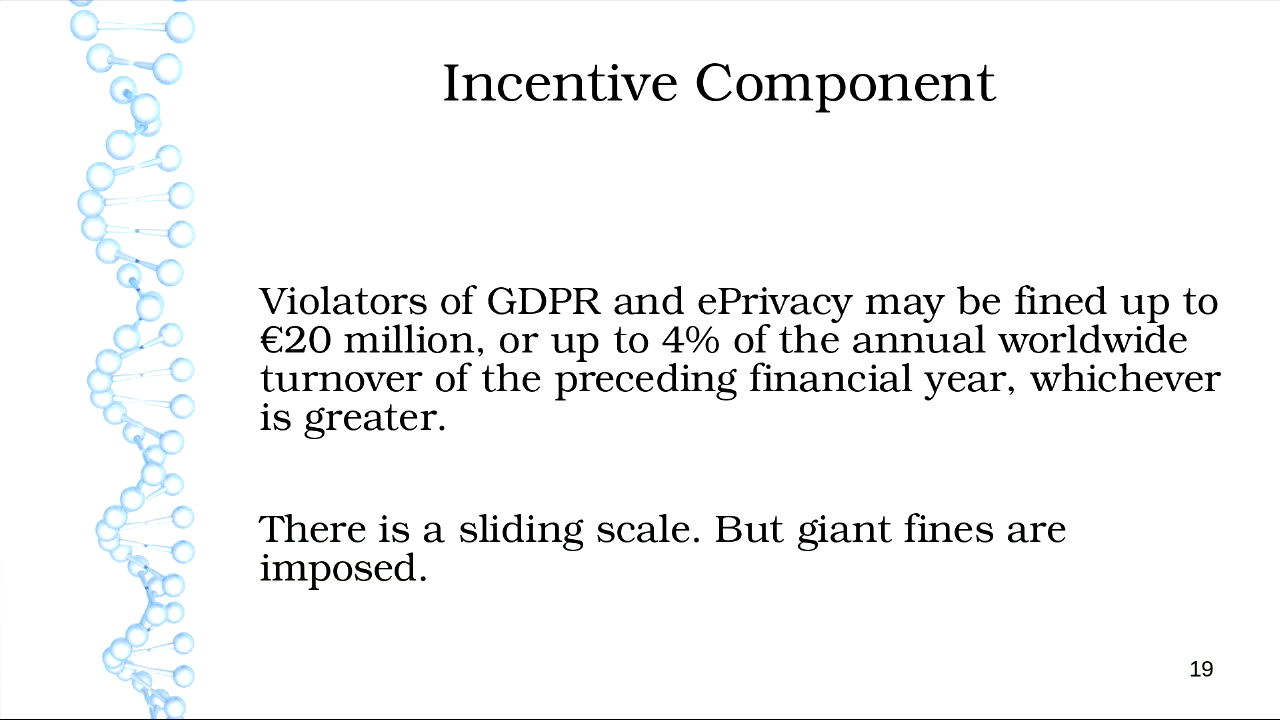 Incentive Component
Violators of GDPR and ePrivacy may be fined up to
€20 million, or up to 4% of the annual worldwide
turnover of the preceding financial year, whichever
is greater.
There is a sliding scale. But giant fines are
imposed.
19